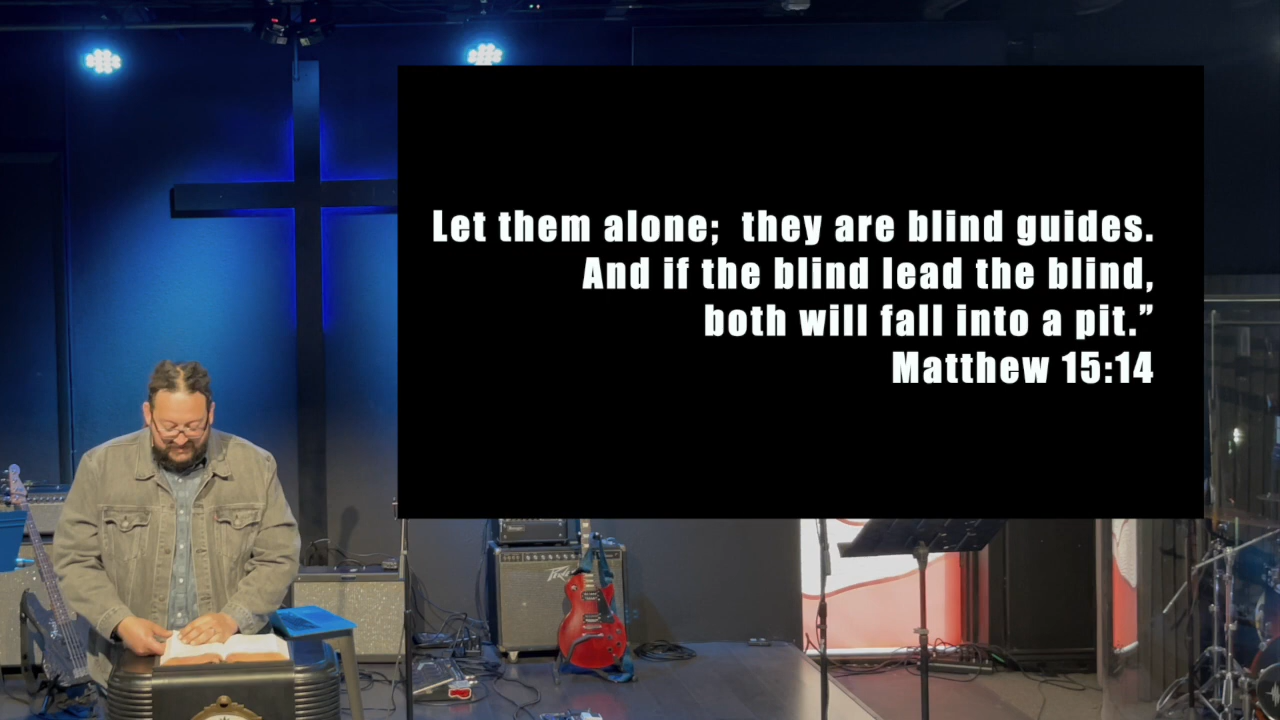 Let them alone;  they are blind guides.
And if the blind lead the blind,
both will fall into a pit.”
Matthew 15:14